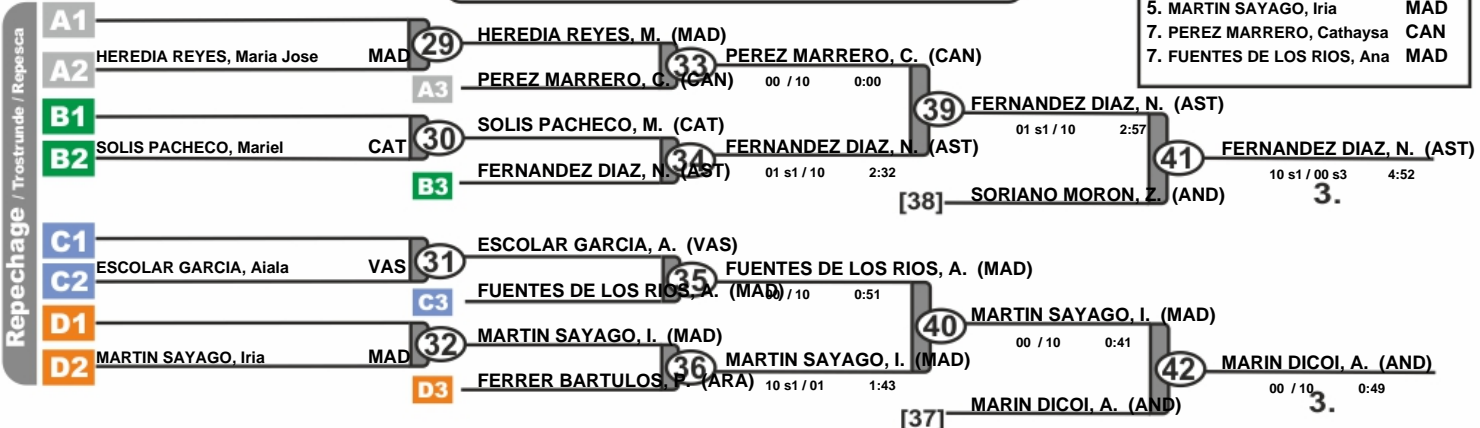 5. MARTIN SAYAGO, Iria MAD
7. PEREZ MARRERO, Cathaysa CAN
7. FUENTES DE LOS RIOS, Ana MAD
Repechage / Trostrunde / Repesca
A1
HEREDIA REYES, Maria Jose MAD
A2
29
HEREDIA REYES, M. (MAD)
A3
PEREZ MARRERO, C. (CAN)
33
PEREZ MARRERO, C. (CAN)
00 / 10 0:00
B1
B2
SOLIS PACHECO, Mariel CAT
30
SOLIS PACHECO, M. (CAT)
B3
FERNANDEZ DIAZ, N. (AST)
34
FERNANDEZ DIAZ, N. (AST)
01 s1 / 10 2:32
39
FERNANDEZ DIAZ, N. (AST)
01 s1 / 10 2:57
[38]
SORIANO MORON, Z. (AND)
41
FERNANDEZ DIAZ, N. (AST)
10 s1 / 00 s3 4:52
3.
C1
C2
ESCOLAR GARCIA, Aiala VAS
31
ESCOLAR GARCIA, A. (VAS)
C3
FUENTES DE LOS RIOS, A. (MAD)
35
FUENTES DE LOS RIOS, A. (MAD)
00 / 10 0:51
D1
D2
MARTIN SAYAGO, Iria MAD
32
MARTIN SAYAGO, I. (MAD)
D3
FERRER BARTULOS, P. (ARA)
36
MARTIN SAYAGO, I. (MAD)
10 s1 / 01 1:43
40
MARTIN SAYAGO, I. (MAD)
00 / 10 0:41
[37]
MARIN DICOI, A. (AND)
42
MARIN DICOI, A. (AND)
00 / 10 0:49
3.